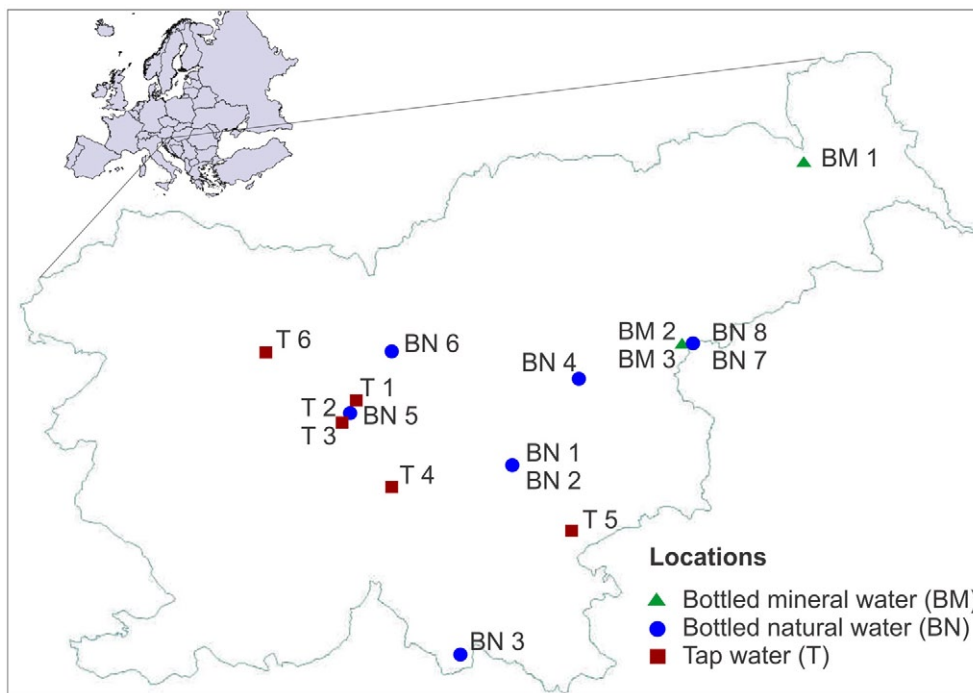 BM 1
BM 2
BM 3
BN 8
BN 7
T 6
BN 6
BN 4
T 1
T 2
BN 5
T 3
BN 1
BN 2
T 4
T 5
BN 3
Locations
Bottled mineral water (BM)
Bottled natural water (BN)
Tap water (T)